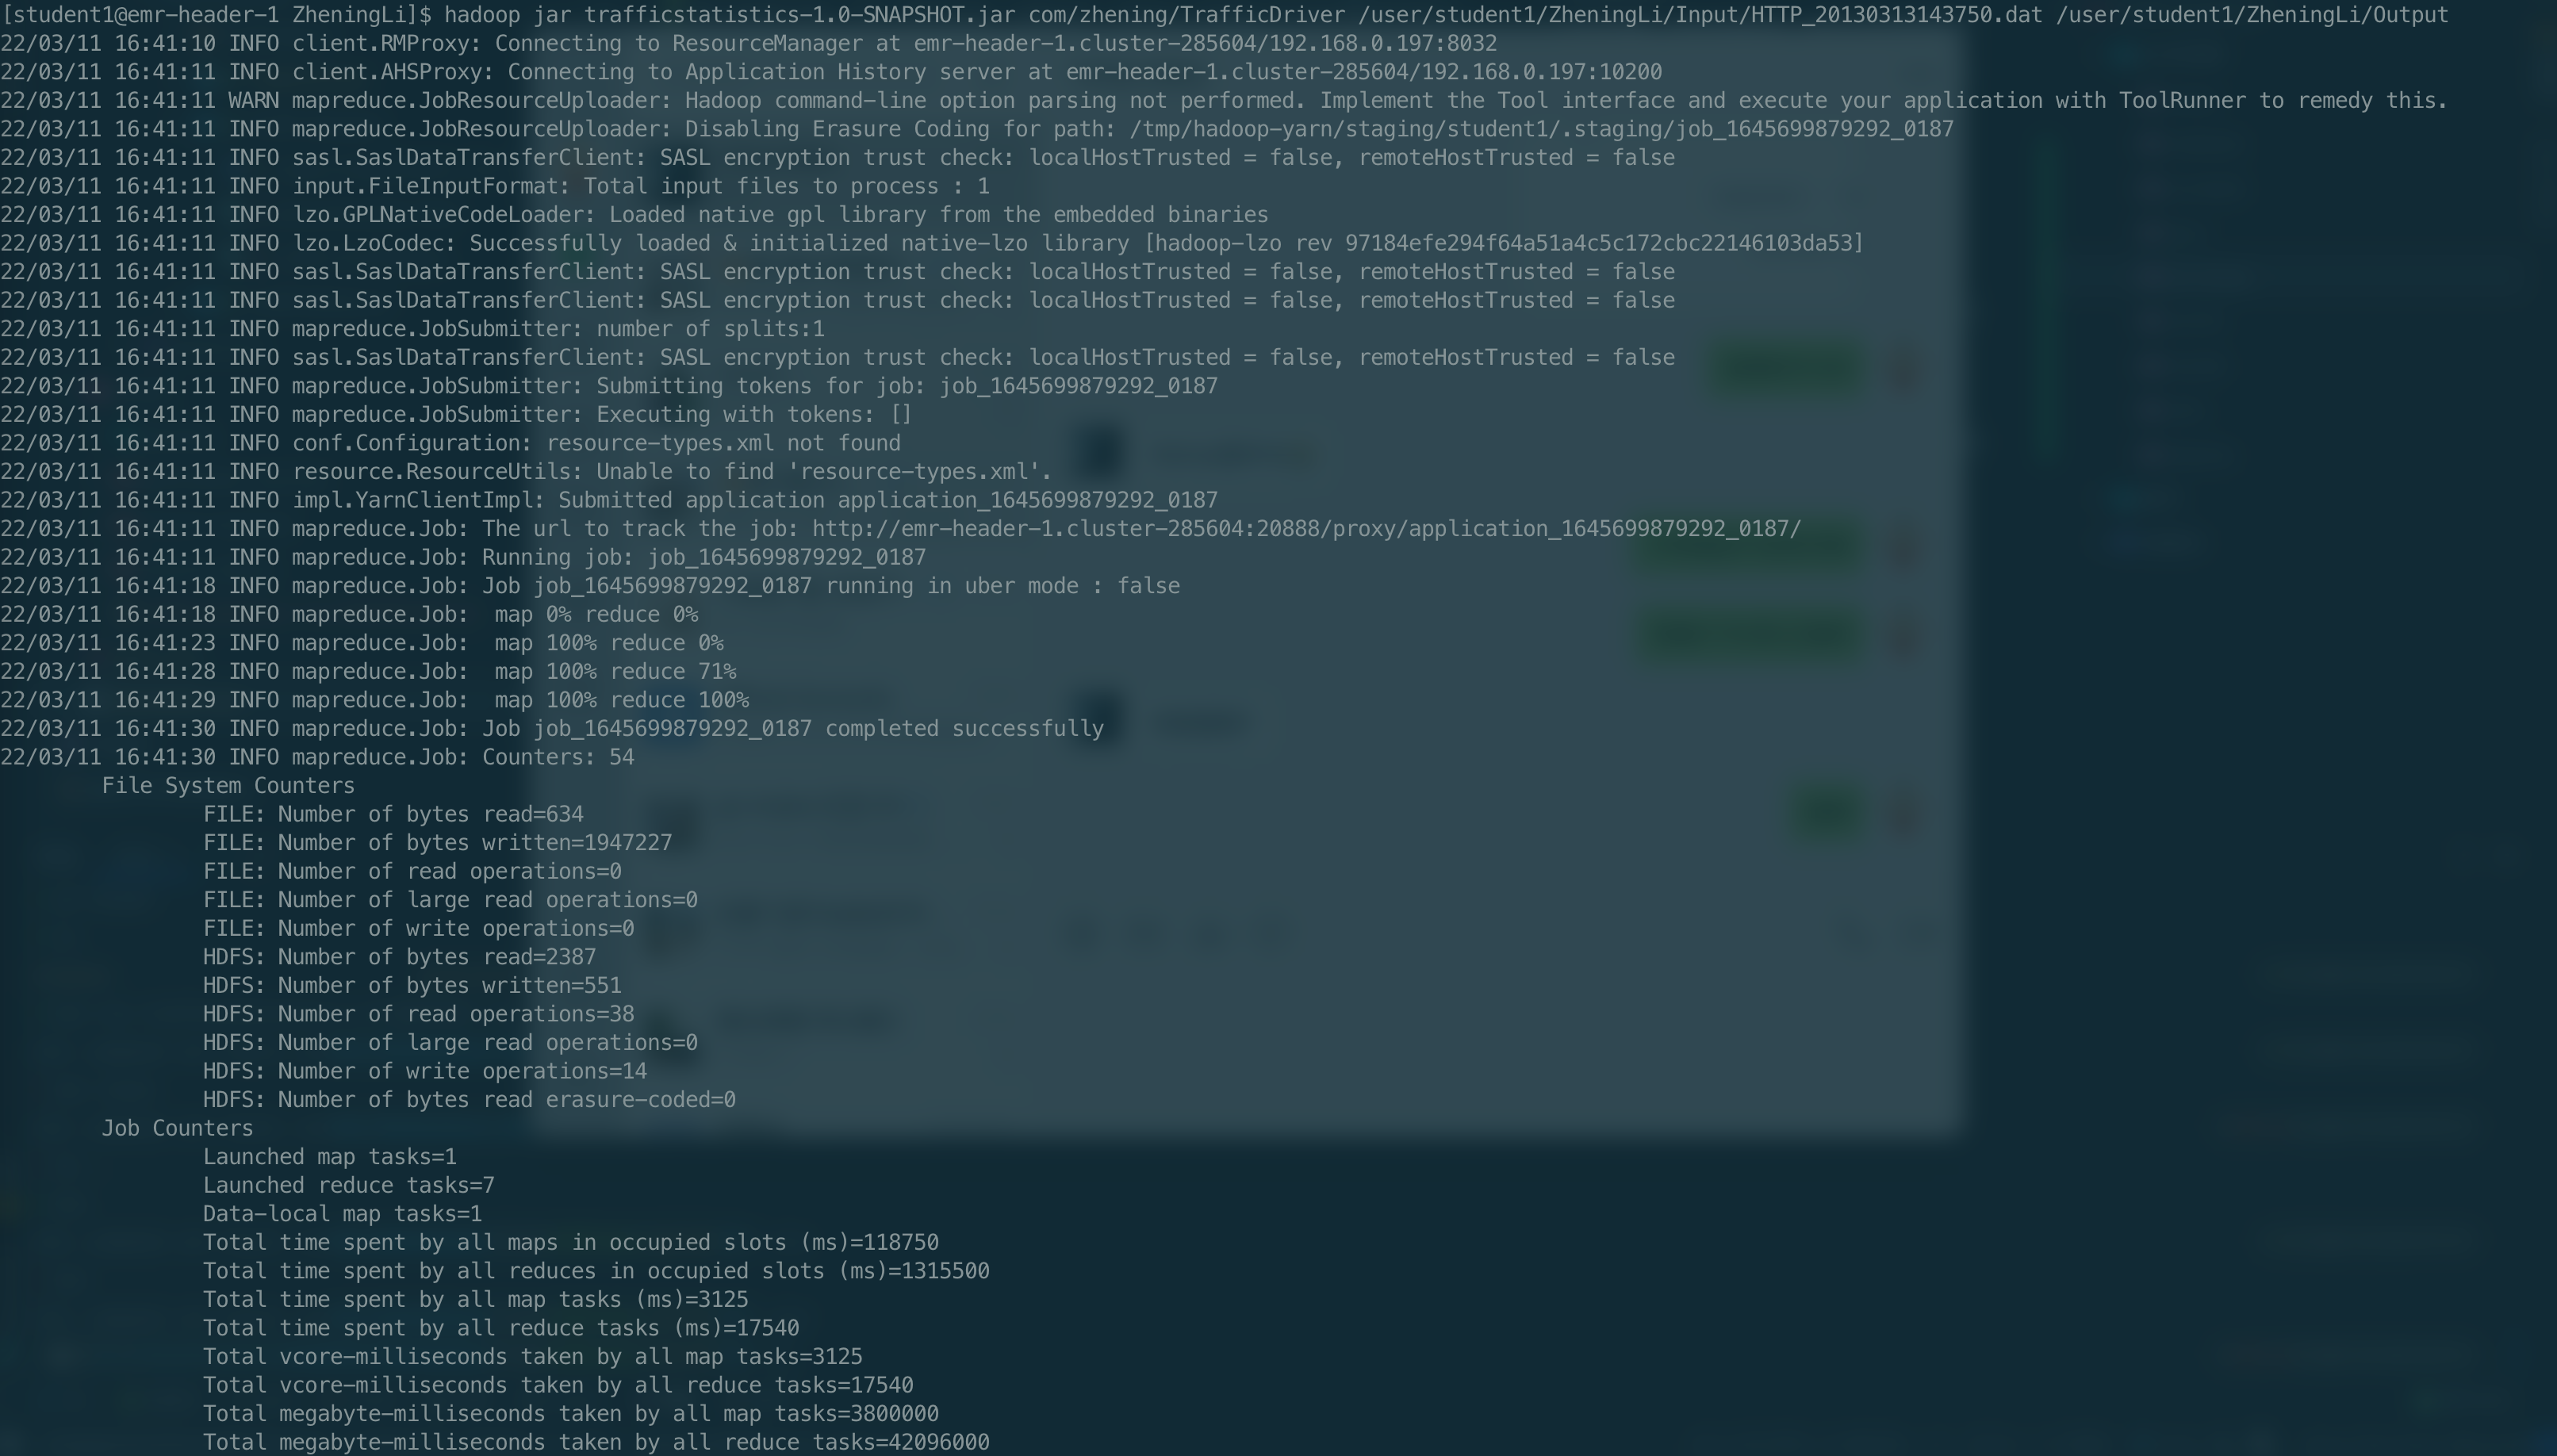 [student1@emr-header-1 ZheningLi]$ hadoop jar trafficstatistics-1.0-SNAPSHOT.jar com/zhening/TrafficDriver /user/student1/ZheningLi/Input/HTTP_20130313143750.dat /user/student1/ZheningLi/Output
22/03/11 16:41:10 INFO client.RMProxy: Connecting to ResourceManager at emr-header-1.cluster-285604/192.168.0.197:8032
22/03/11 16:41:11 INFO client.AHSProxy: Connecting to Application History server at emr-header-1.cluster-285604/192.168.0.197:10200
22/03/11 16:41:11 WARN mapreduce.JobResourceUploader: Hadoop command-line option parsing not performed. Implement the Tool interface and execute your application with ToolRunner to remedy this.
22/03/11 16:41:11 INFO mapreduce.JobResourceUploader: Disabling Erasure Coding for path: /tmp/hadoop-yarn/staging/student1/.staging/job_1645699879292_0187
22/03/11 16:41:11 INFO sasl.SaslDataTransferClient: SASL encryption trust check: localHostTrusted = false, remoteHostTrusted = false
22/03/11 16:41:11 INFO input.FileInputFormat: Total input files to process : 1
22/03/11 16:41:11 INFO lzo.GPLNativeCodeLoader: Loaded native gpl library from the embedded binaries
22/03/11 16:41:11 INFO lzo.LzoCodec: Successfully loaded & initialized native-lzo library [hadoop-lzo rev 97184efe294f64a51a4c5c172cbc22146103da53]
22/03/11 16:41:11 INFO sasl.SaslDataTransferClient: SASL encryption trust check: localHostTrusted = false, remoteHostTrusted = false
22/03/11 16:41:11 INFO sasl.SaslDataTransferClient: SASL encryption trust check: localHostTrusted = false, remoteHostTrusted = false
22/03/11 16:41:11 INFO mapreduce.JobSubmitter: number of splits:1
22/03/11 16:41:11 INFO sasl.SaslDataTransferClient: SASL encryption trust check: localHostTrusted = false, remoteHostTrusted = false
22/03/11 16:41:11 INFO mapreduce.JobSubmitter: Submitting tokens for job: job_1645699879292_0187
22/03/11 16:41:11 INFO mapreduce.JobSubmitter: Executing with tokens: []
22/03/11 16:41:11 INFO conf.Configuration: resource-types.xml not found
22/03/11 16:41:11 INFO resource.ResourceUtils: Unable to find 'resource-types.xml'.
22/03/11 16:41:11 INFO impl.YarnClientImpl: Submitted application application_1645699879292_0187
22/03/11 16:41:11 INFO mapreduce.Job: The url to track the job: http://emr-header-1.cluster-285604:20888/proxy/application_1645699879292_0187/
22/03/11 16:41:11 INFO mapreduce.Job: Running job: job_1645699879292_0187
22/03/11 16:41:18 INFO mapreduce.Job: Job job_1645699879292_0187 running in uber mode : false
22/03/11 16:41:18 INFO mapreduce.Job:  map 0% reduce 0%
22/03/11 16:41:23 INFO mapreduce.Job:  map 100% reduce 0%
22/03/11 16:41:28 INFO mapreduce.Job:  map 100% reduce 71%
22/03/11 16:41:29 INFO mapreduce.Job:  map 100% reduce 100%
22/03/11 16:41:30 INFO mapreduce.Job: Job job_1645699879292_0187 completed successfully
22/03/11 16:41:30 INFO mapreduce.Job: Counters: 54
File System Counters
FILE: Number of bytes read=634
FILE: Number of bytes written=1947227
FILE: Number of read operations=0
FILE: Number of large read operations=0
FILE: Number of write operations=0
HDFS: Number of bytes read=2387
HDFS: Number of bytes written=551
HDFS: Number of read operations=38
HDFS: Number of large read operations=0
HDFS: Number of write operations=14
HDFS: Number of bytes read erasure-coded=0
Job Counters
Launched map tasks=1
Launched reduce tasks=7
Data-local map tasks=1
Total time spent by all maps in occupied slots (ms)=118750
Total time spent by all reduces in occupied slots (ms)=1315500
Total time spent by all map tasks (ms)=3125
Total time spent by all reduce tasks (ms)=17540
Total vcore-milliseconds taken by all map tasks=3125
Total vcore-milliseconds taken by all reduce tasks=17540
Total megabyte-milliseconds taken by all map tasks=3800000
Total megabyte-milliseconds taken by all reduce tasks=42096000